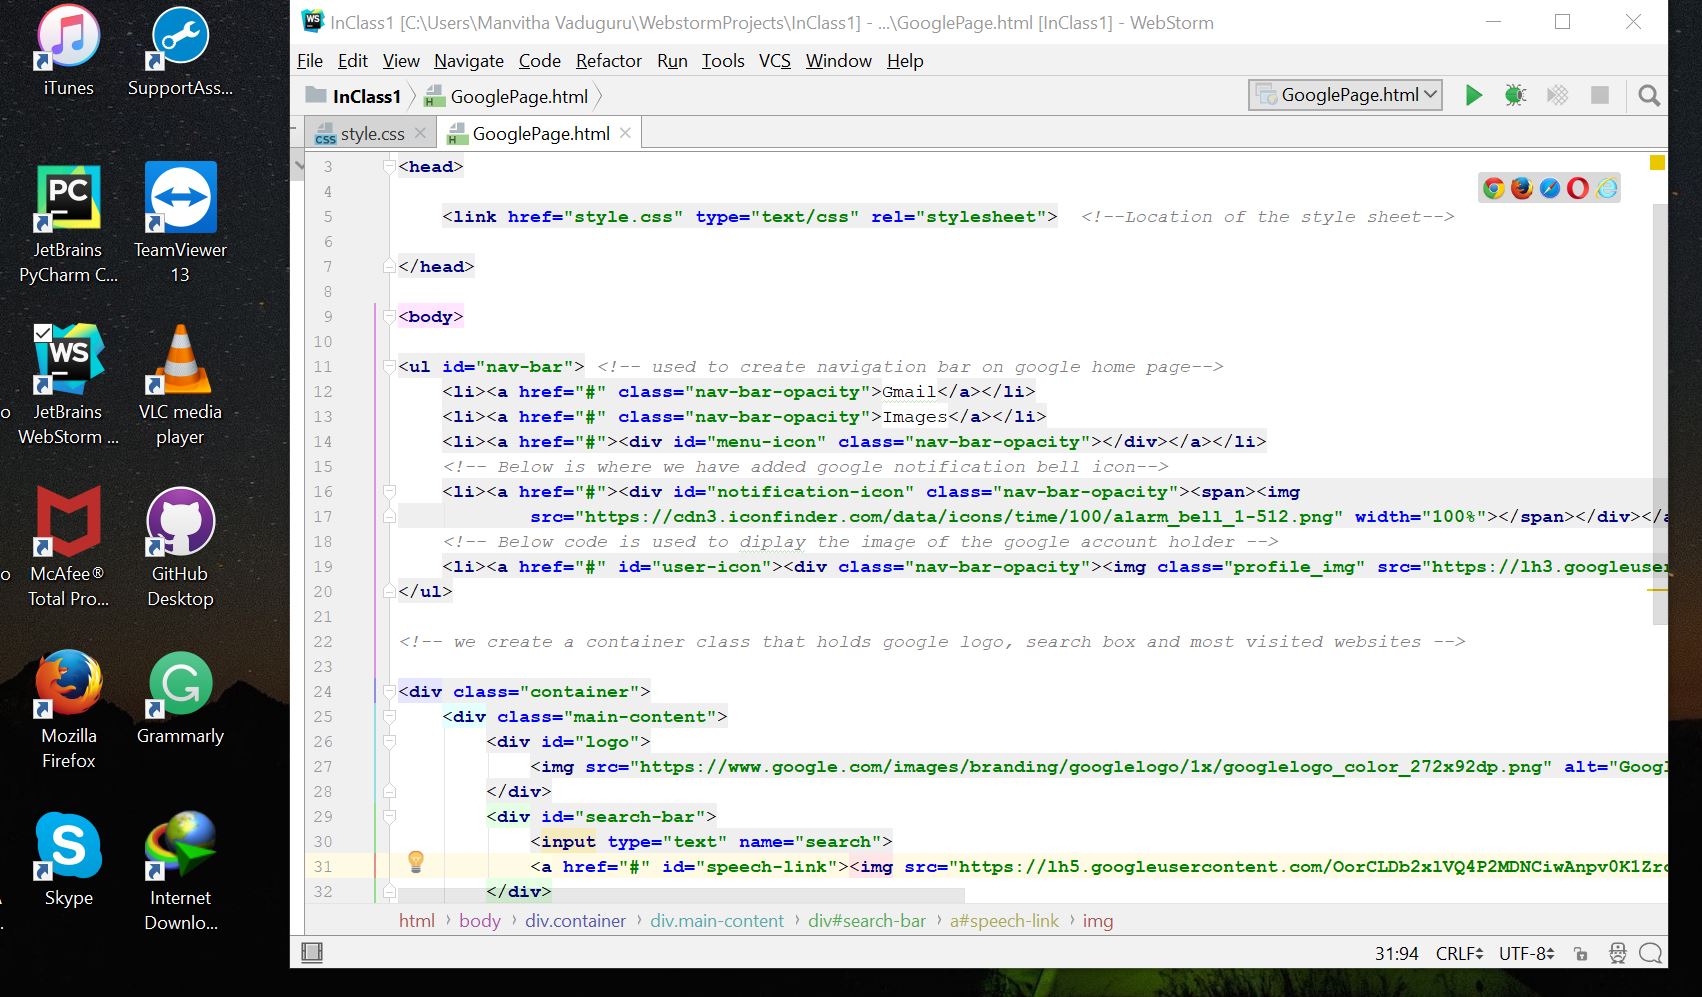 iTunes
SupportAss...
JetBrains
PyCharm C...
TeamViewer
13
JetBrains
WebStorm ...
VLC media
player
McAfee®
Total Pro...
GitHub
Desktop
Mozilla
Firefox
Grammarly
Skype
Internet
Downlo...
InClass1 [C:\Users\Manvitha Vaduguru\WebstormProjects\InClass1] - ...\GooglePage.html [InClass1] - WebStorm
File Edit View Navigate Code Refactor Run Tools VCS Window Help
InClass1 GooglePage.html GooglePage.html
style.css GooglePage.html
3 <head>
4
5 <link href="style.css" type="text/css" rel="stylesheet"> <!--Location of the style sheet-->
6
7 </head>
8
9 <body>
10
11 <ul id="nav-bar"> <!-- used to create navigation bar on google home page-->
12 <li><a href="#" class="nav-bar-opacity">Gmail</a></li>
13 <li><a href="#" class="nav-bar-opacity">Images</a></li>
14 <li><a href="#"><div id="menu-icon" class="nav-bar-opacity"></div></a></li>
15 <!-- Below is where we have added google notification bell icon-->
16 <li><a href="#"><div id="notification-icon" class="nav-bar-opacity"><span><img
17 src="https://cdn3.iconfinder.com/data/icons/time/100/alarm_bell_1-512.png" width="100%"></span></div></a
18 <!-- Below code is used to diplay the image of the google account holder -->
19 <li><a href="#" id="user-icon"><div class="nav-bar-opacity"><img class="profile_img" src="https://lh3.googleuser
20 </ul>
21
22 <!-- we create a container class that holds google logo, search box and most visited websites -->
23
24 <div class="container">
25 <div class="main-content">
26 <div id="logo">
27 <img src="https://www.google.com/images/branding/googlelogo/1x/googlelogo_color_272x92dp.png" alt="Googl
28 </div>
29 <div id="search-bar">
30 <input type="text" name="search">
31 <a href="#" id="speech-link"><img src="https://lh5.googleusercontent.com/OorCLDb2xlVQ4P2MDNCiwAnpv0K1Zrc
32 </div>
html › body › div.container › div.main-content › div#search-bar › a#speech-link › img
31:94 CRLF UTF-8